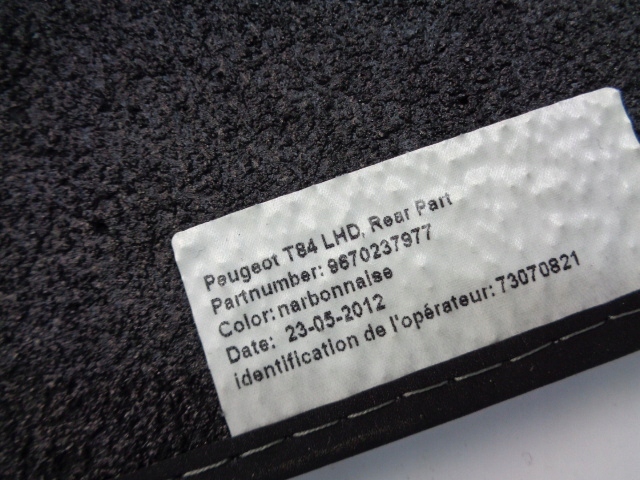 Peugeot T84 LHD, Rear Part
Partnumber: 9670237977
Color: narbonnaise
Date: 23-05-2012
identification de l'opérateur: 73070821